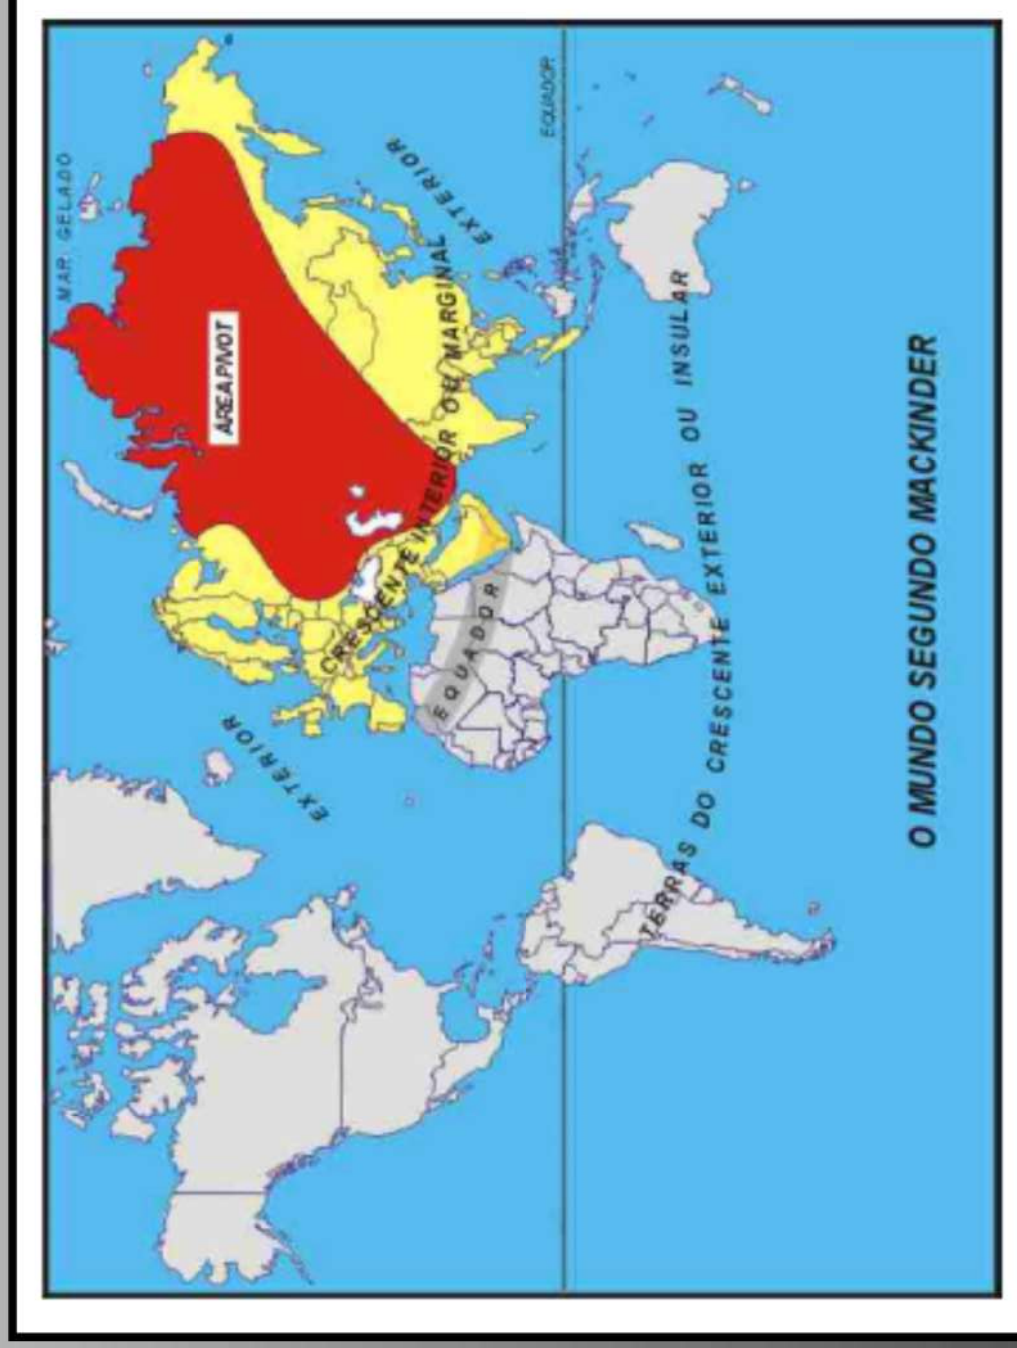 MAR GELADO
AREA PIVOT
EXTERIOR
EXTERIOR
CRESCENTE INTERIOR OU MARGINAL
EQUADOR
EQUADOR
TERRAS DO CRESCENTE EXTERIOR OU INSULAR
O MUNDO SEGUNDO MACKINDER